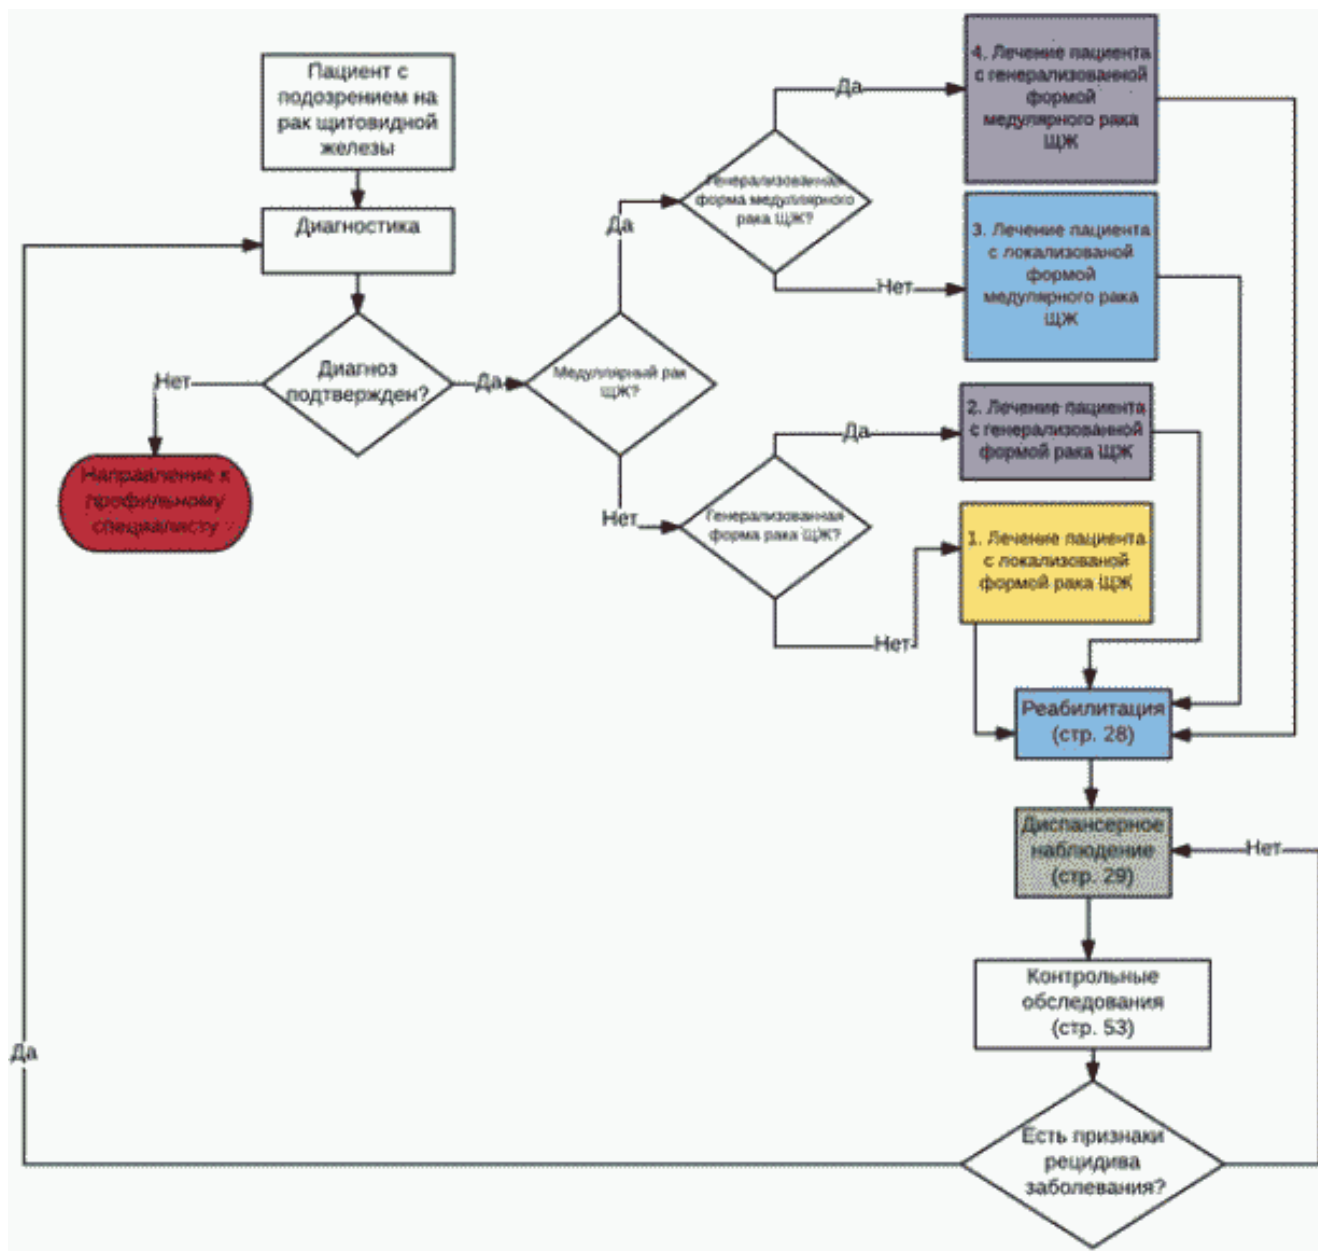 Пациент с
подозрением на
рак щитовидной
железы
Диагностика
Диагноз
подтвержден?
Нет
Да
Направление к
профильному
специалисту
Медуллярный рак
ЩЖ?
Да
Нет
Генерализованная
форма медуллярного
рака ЩЖ?
Да
Нет
4. Лечение пациента
с генерализованной
формой
медулярного рака
ЩЖ
3. Лечение пациента
с локализованой
формой
медулярного рака
ЩЖ
Генерализованная
форма рака ЩЖ?
Да
Нет
2. Лечение пациента
с генерализованной
формой рака ЩЖ
1. Лечение пациента
с локализованой
формой рака ЩЖ
Реабилитация
(стр. 28)
Диспансерное
наблюдение
(стр. 29)
Нет
Контрольные
обследования
(стр. 53)
Есть признаки
рецидива
заболевания?
Да